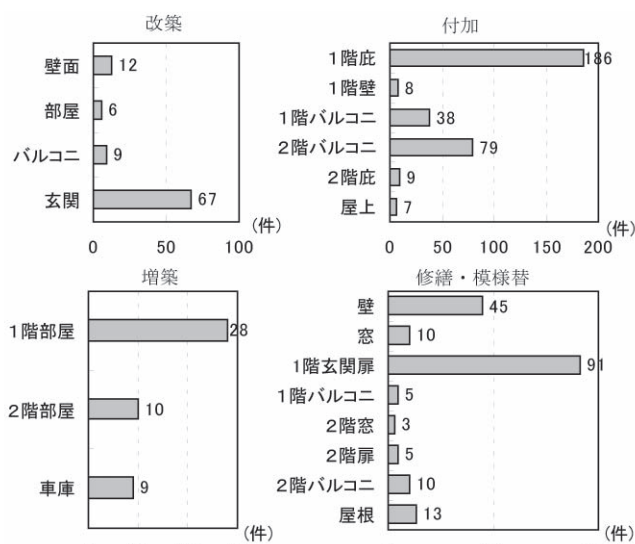 改築
壁面 12
部屋 6
バルコニ 9
玄関 67
0 50 100
(件)
付加
1階庇 186
1階壁 8
1階バルコニ 38
2階バルコニ 79
2階庇 9
屋上 7
0 50 100 150 200
(件)
増築
1階部屋 28
2階部屋 10
車庫 9
(件)
修繕・模様替
壁 45
窓 10
1階玄関扉 91
1階バルコニ 5
2階窓 3
2階扉 5
2階バルコニ 10
屋根 13
(件)